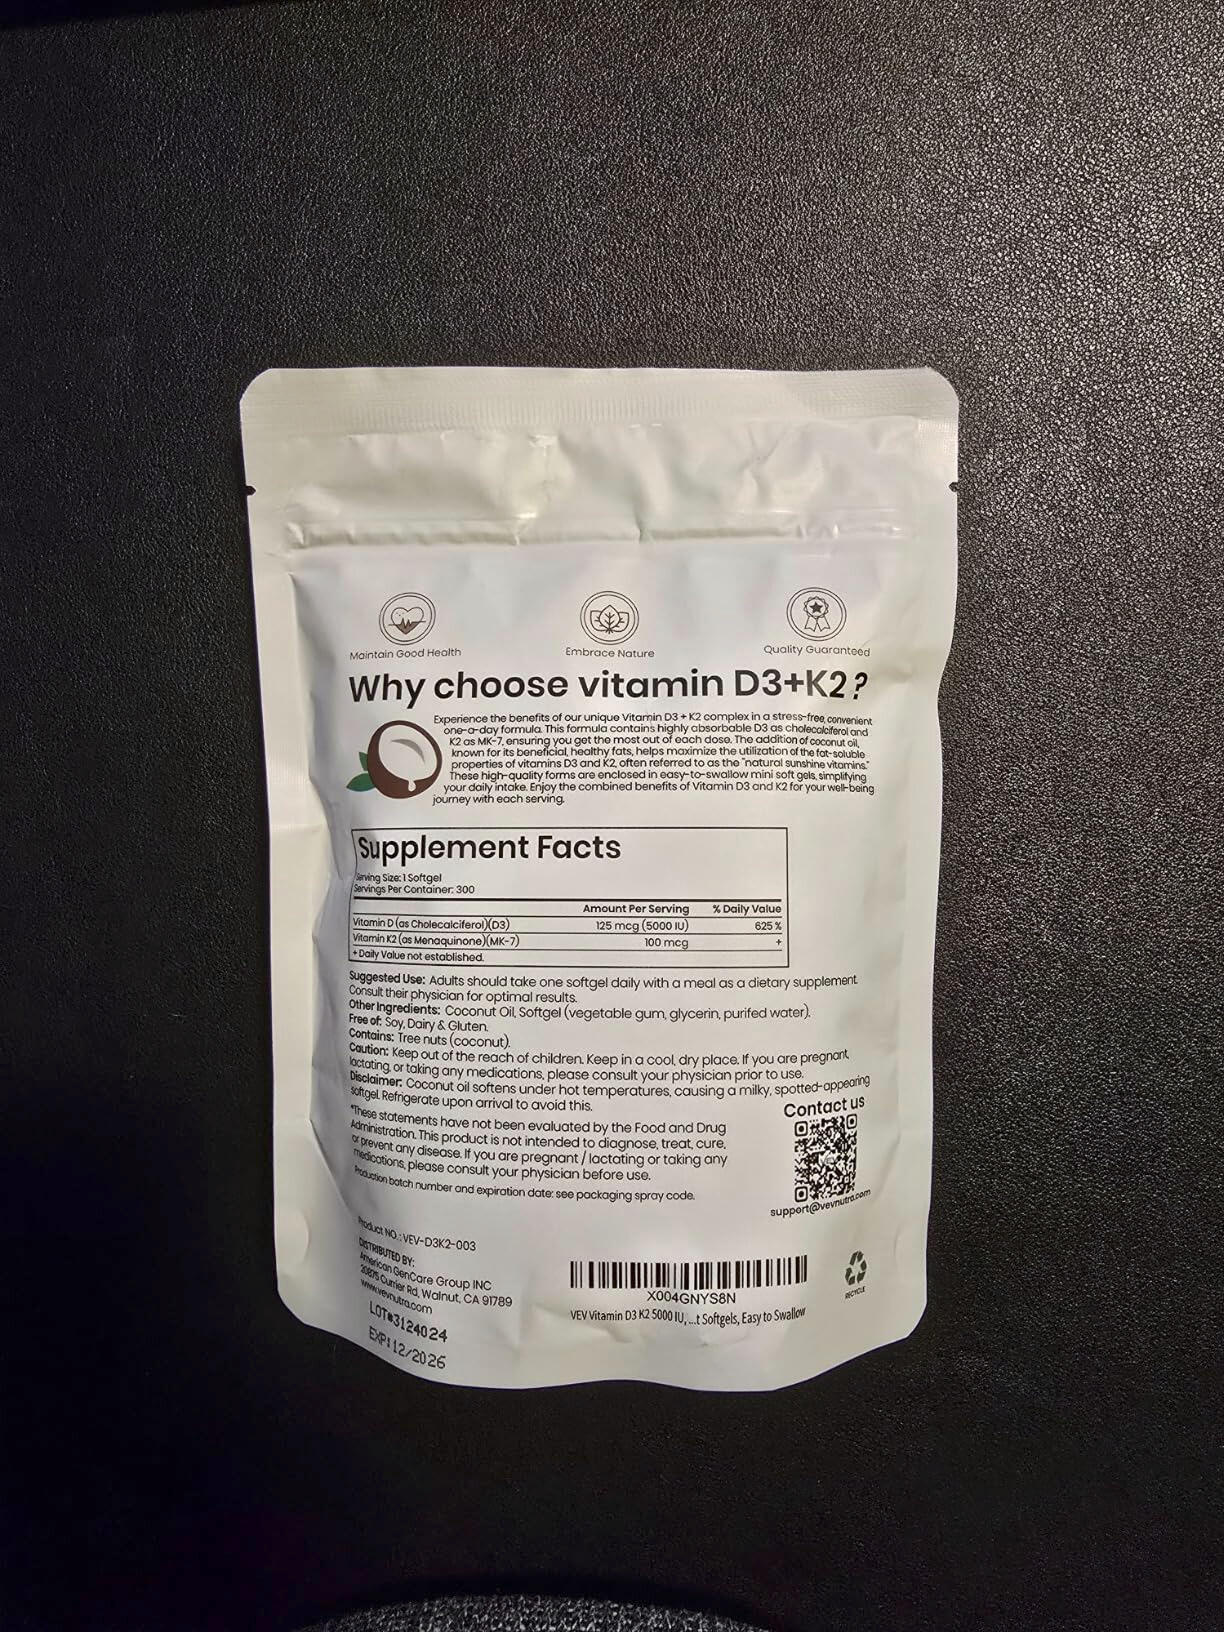 Maintain Good Health
Embrace Nature
Quality Guaranteed
Why choose vitamin D3+K2?
Experience the benefits of our unique Vitamin D3 + K2 complex in a stress-free, convenient
one-a-day formula. This formula contains highly absorbable D3 as cholecalciferol and
K2 as MK-7, ensuring you get the most out of each dose. The addition of coconut oil,
known for its beneficial, healthy fats, helps maximize the utilization of the fat-soluble
properties of vitamins D3 and K2, often referred to as the "natural sunshine vitamins."
These high-quality forms are enclosed in easy-to-swallow mini soft gels, simplifying
your daily intake. Enjoy the combined benefits of Vitamin D3 and K2 for your well-being
journey with each serving.
Supplement Facts
Serving Size: 1 Softgel
Servings Per Container: 300
Amount Per Serving % Daily Value
Vitamin D (as Cholecalciferol)(D3) 125 mcg (5000 IU) 625 %
Vitamin K2 (as Menaquinone)(MK-7) 100 mcg +
+ Daily Value not established.
Suggested Use: Adults should take one softgel daily with a meal as a dietary supplement.
Consult their physician for optimal results.
Other Ingredients: Coconut Oil, Softgel (vegetable gum, glycerin, purifed water).
Free of: Soy, Dairy & Gluten.
Contains: Tree nuts (coconut).
Caution: Keep out of the reach of children. Keep in a cool, dry place. If you are pregnant,
lactating, or taking any medications, please consult your physician prior to use.
Disclaimer: Coconut oil softens under hot temperatures, causing a milky, spotted-appearing
softgel. Refrigerate upon arrival to avoid this.
*These statements have not been evaluated by the Food and Drug
Administration. This product is not intended to diagnose, treat, cure,
or prevent any disease. If you are pregnant / lactating or taking any
medications, please consult your physician before use.
Production batch number and expiration date: see packaging spray code.
Contact us
support@vevnutra.com
Product NO.: VEV-D3K2-003
DISTRIBUTED BY:
American GenCare Group INC
20875 Currier Rd, Walnut, CA 91789
www.vevnutra.com
LOT#3124024
EXP:12/2026
X004GNYS8N
VEV Vitamin D3 K2 5000 IU, ...t Softgels, Easy to Swallow
RECYCLE